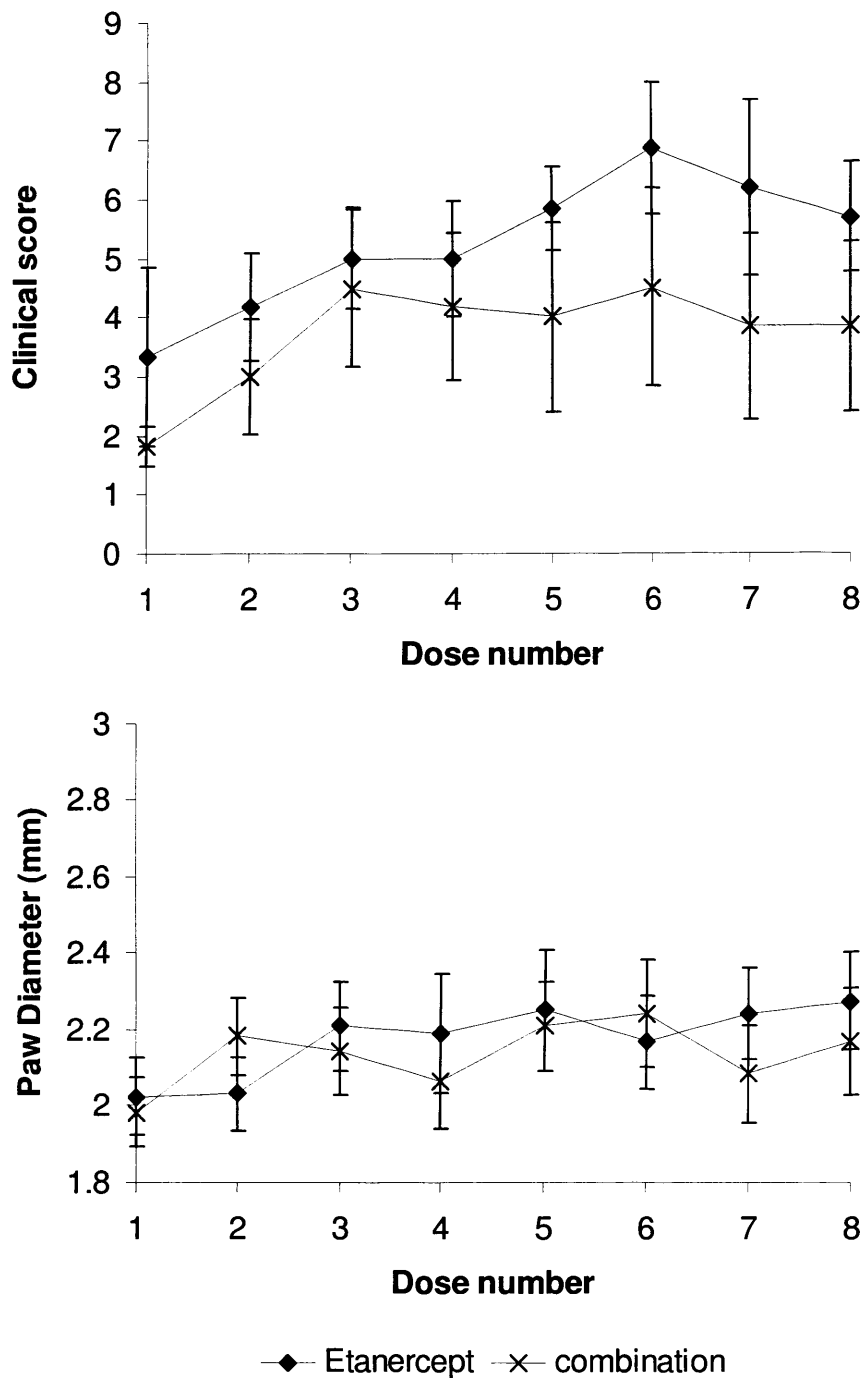 9
8
7
6
5
4
3
2
1
0
Clinical score
1 2 3 4 5 6 7 8
Dose number
3
2.8
2.6
2.4
2.2
2
1.8
Paw Diameter (mm)
1 2 3 4 5 6 7 8
Dose number
Etanercept combination